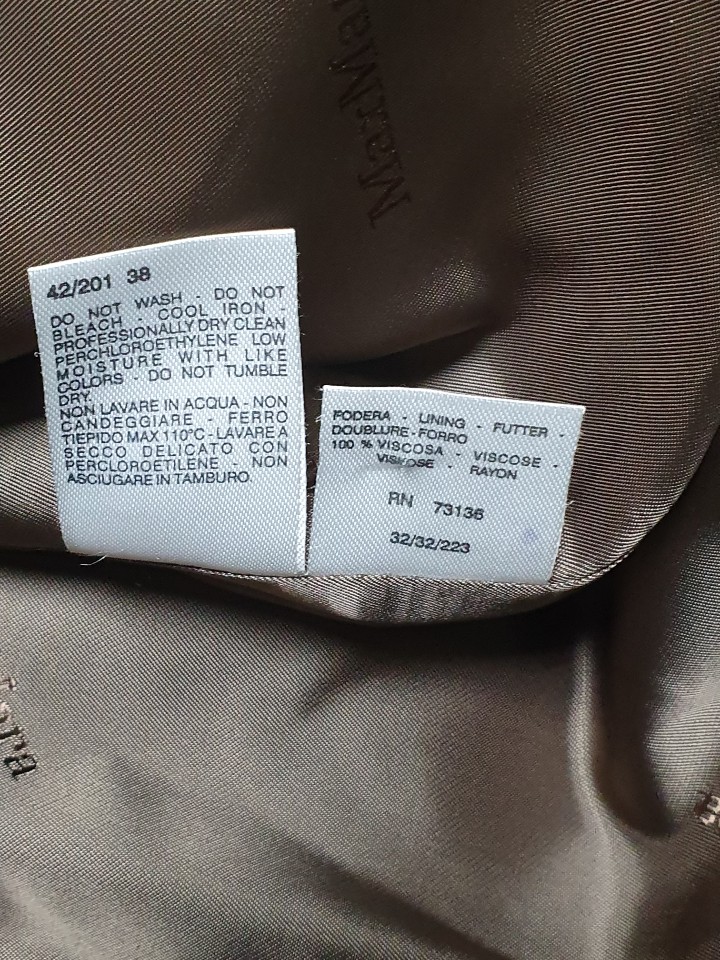 MaxMar
42/201 38
DO NOT WASH - DO NOT
BLEACH - COOL IRON -
PROFESSIONALLY DRY CLEAN
PERCHLOROETHYLENE LOW
MOISTURE WITH LIKE
COLORS - DO NOT TUMBLE
DRY.
NON LAVARE IN ACQUA - NON
CANDEGGIARE - FERRO
TIEPIDO MAX 110°C - LAVARE A
SECCO DELICATO CON
PERCLOROETILENE - NON
ASCIUGARE IN TAMBURO.
FODERA - LINING - FUTTER -
DOUBLURE - FORRO
100 % VISCOSA - VISCOSE -
VISKOSE - RAYON
RN 73136
32/32/223